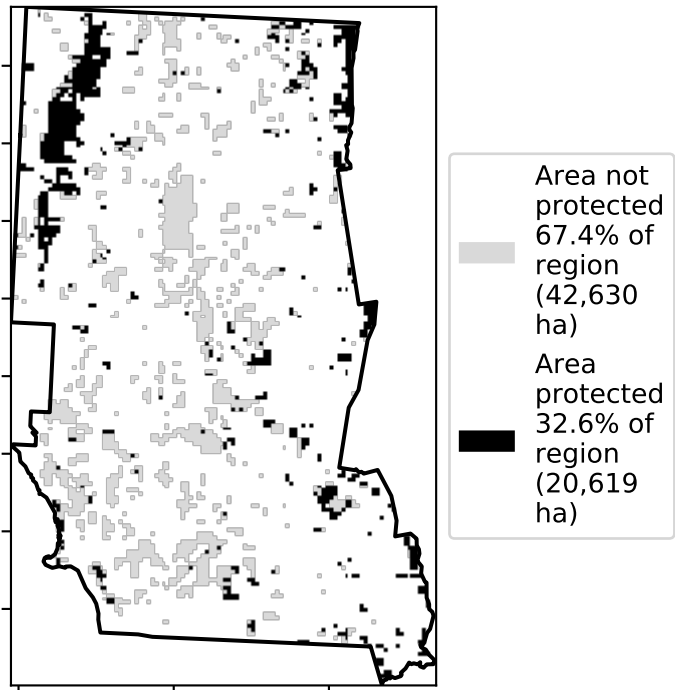 Area not
protected
67.4% of
region
(42,630
ha)
Area
protected
32.6% of
region
(20,619
ha)